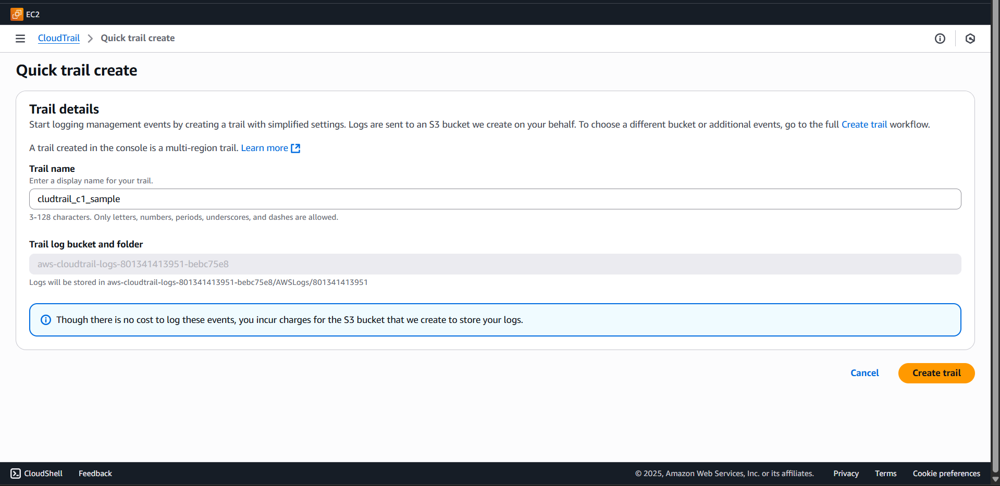 EC2
CloudTrail > Quick trail create
Quick trail create
Trail details
Start logging management events by creating a trail with simplified settings. Logs are sent to an S3 bucket we create on your behalf. To choose a different bucket or additional events, go to the full Create trail workflow.
A trail created in the console is a multi-region trail. Learn more
Trail name
Enter a display name for your trail.
cludtrail_c1_sample
3-128 characters. Only letters, numbers, periods, underscores, and dashes are allowed.
Trail log bucket and folder
aws-cloudtrail-logs-801341413951-bebc75e8
Logs will be stored in aws-cloudtrail-logs-801341413951-bebc75e8/AWSLogs/801341413951
Though there is no cost to log these events, you incur charges for the S3 bucket that we create to store your logs.
Cancel Create trail
CloudShell Feedback © 2025, Amazon Web Services, Inc. or its affiliates. Privacy Terms Cookie preferences